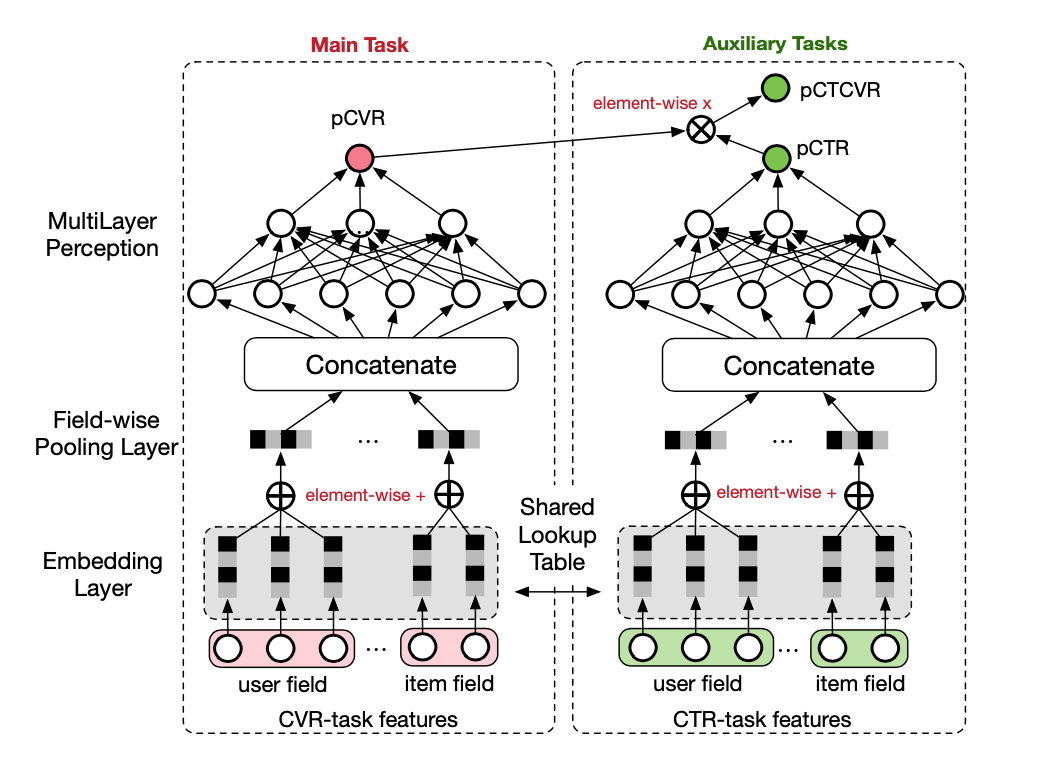 Main Task
Auxiliary Tasks
pCTCVR
element-wise x
pCVR
pCTR
MultiLayer
Perception
Concatenate
Concatenate
Field-wise
Pooling Layer
...
...
element-wise +
element-wise +
Shared
Lookup
Table
Embedding
Layer
...
...
user field
item field
user field
item field
CVR-task features
CTR-task features